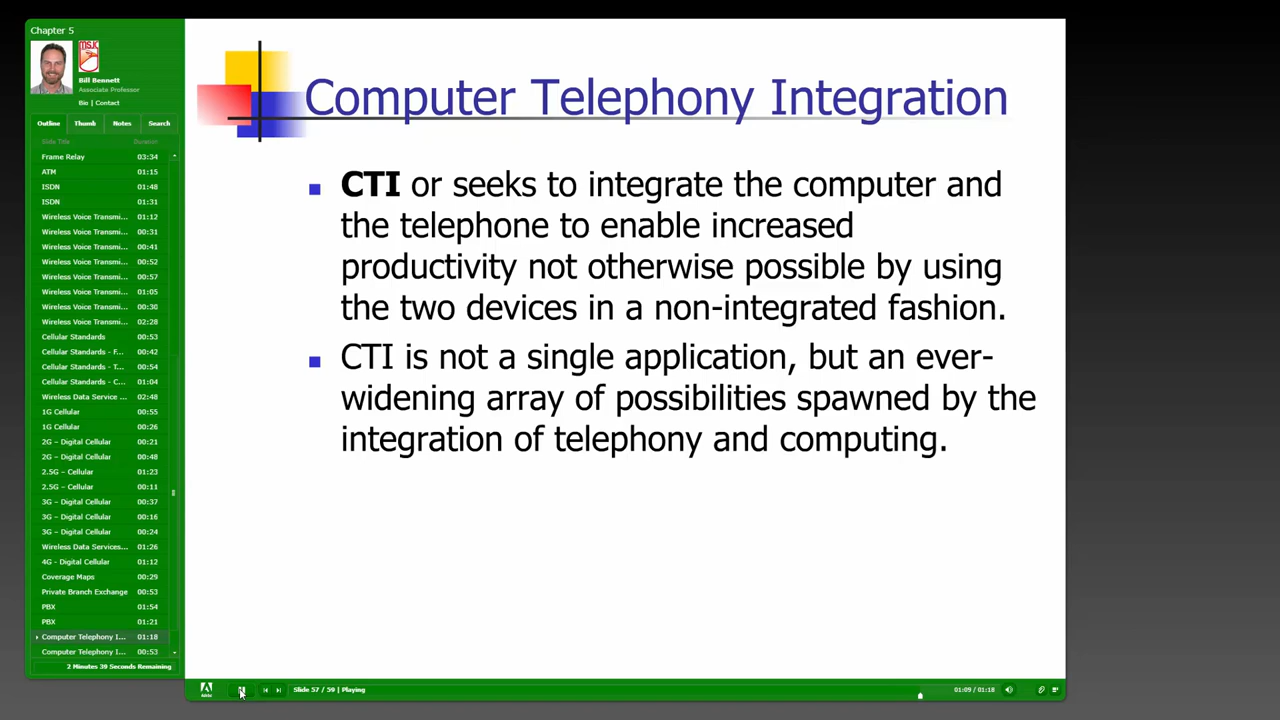 Chapter 5
Bill Bennett
Associate Professor
Bio | Contact
Outline Thumb Notes Search
Slide Title Duration
Frame Relay 03:34
ATM 01:15
ISDN 01:48
ISDN 01:31
Wireless Voice Transmi... 01:12
Wireless Voice Transmi... 00:31
Wireless Voice Transmi... 00:41
Wireless Voice Transmi... 00:52
Wireless Voice Transmi... 00:57
Wireless Voice Transmi... 01:05
Wireless Voice Transmi... 00:30
Wireless Voice Transmi... 02:28
Cellular Standards 00:53
Cellular Standards - F... 00:42
Cellular Standards - T... 00:54
Cellular Standards - C... 01:04
Wireless Data Service ... 02:48
1G Cellular 00:55
1G Cellular 00:26
2G – Digital Cellular 00:21
2G – Digital Cellular 00:48
2.5G – Cellular 01:23
2.5G – Cellular 00:11
3G – Digital Cellular 00:37
3G – Digital Cellular 00:16
3G – Digital Cellular 00:24
Wireless Data Services... 01:26
4G - Digital Cellular 01:12
Coverage Maps 00:29
Private Branch Exchange 00:53
PBX 01:54
PBX 01:21
Computer Telephony I... 01:18
Computer Telephony I... 00:53
2 Minutes 39 Seconds Remaining
Computer Telephony Integration
CTI or seeks to integrate the computer and
the telephone to enable increased
productivity not otherwise possible by using
the two devices in a non-integrated fashion.
CTI is not a single application, but an ever-
widening array of possibilities spawned by the
integration of telephony and computing.
Slide 57 / 59 | Playing
01:09 / 01:18